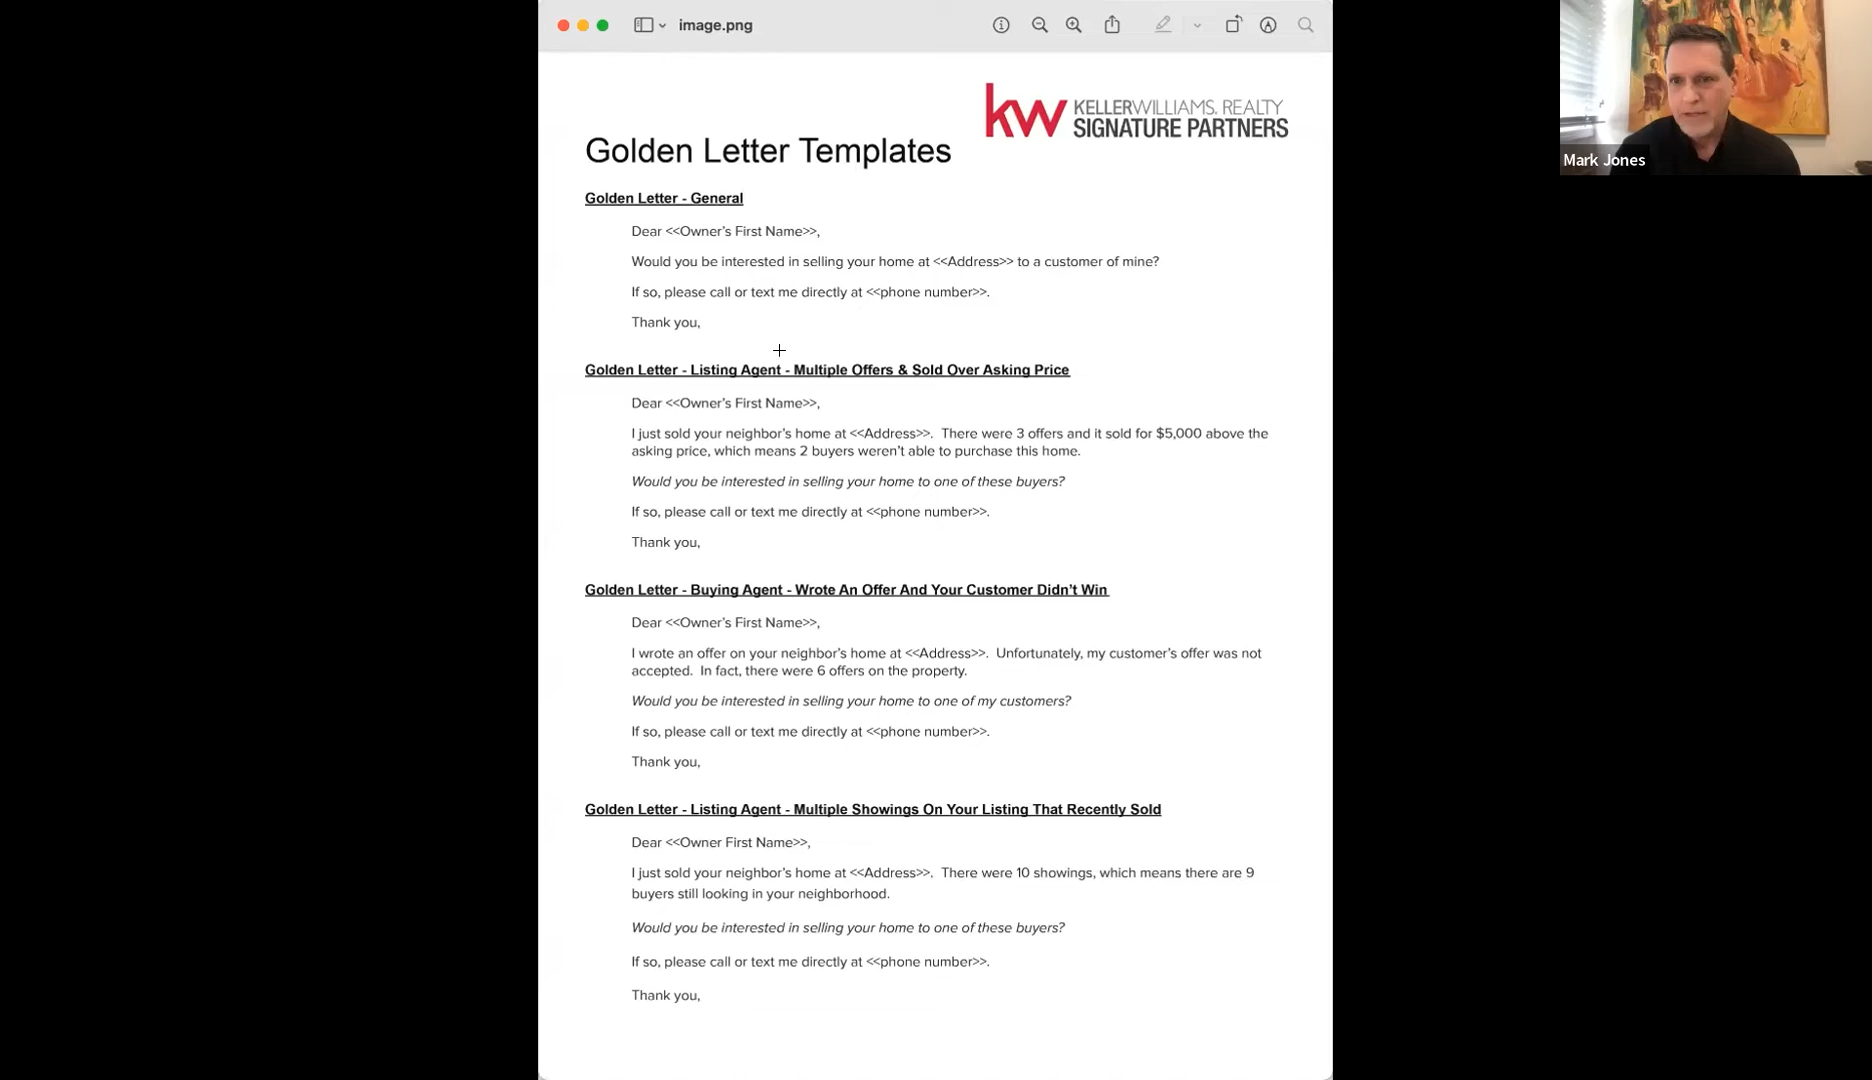 image.png
Mark Jones
kw KELLERWILLIAMS. REALTY
SIGNATURE PARTNERS
Golden Letter Templates
Golden Letter - General
Dear <<Owner's First Name>>,
Would you be interested in selling your home at <<Address>> to a customer of mine?
If so, please call or text me directly at <<phone number>>.
Thank you,
Golden Letter - Listing Agent - Multiple Offers & Sold Over Asking Price
Dear <<Owner's First Name>>,
I just sold your neighbor's home at <<Address>>.  There were 3 offers and it sold for $5,000 above the
asking price, which means 2 buyers weren't able to purchase this home.
Would you be interested in selling your home to one of these buyers?
If so, please call or text me directly at <<phone number>>.
Thank you,
Golden Letter - Buying Agent - Wrote An Offer And Your Customer Didn't Win
Dear <<Owner's First Name>>,
I wrote an offer on your neighbor's home at <<Address>>.  Unfortunately, my customer's offer was not
accepted.  In fact, there were 6 offers on the property.
Would you be interested in selling your home to one of my customers?
If so, please call or text me directly at <<phone number>>.
Thank you,
Golden Letter - Listing Agent - Multiple Showings On Your Listing That Recently Sold
Dear <<Owner First Name>>,
I just sold your neighbor's home at <<Address>>.  There were 10 showings, which means there are 9
buyers still looking in your neighborhood.
Would you be interested in selling your home to one of these buyers?
If so, please call or text me directly at <<phone number>>.
Thank you,